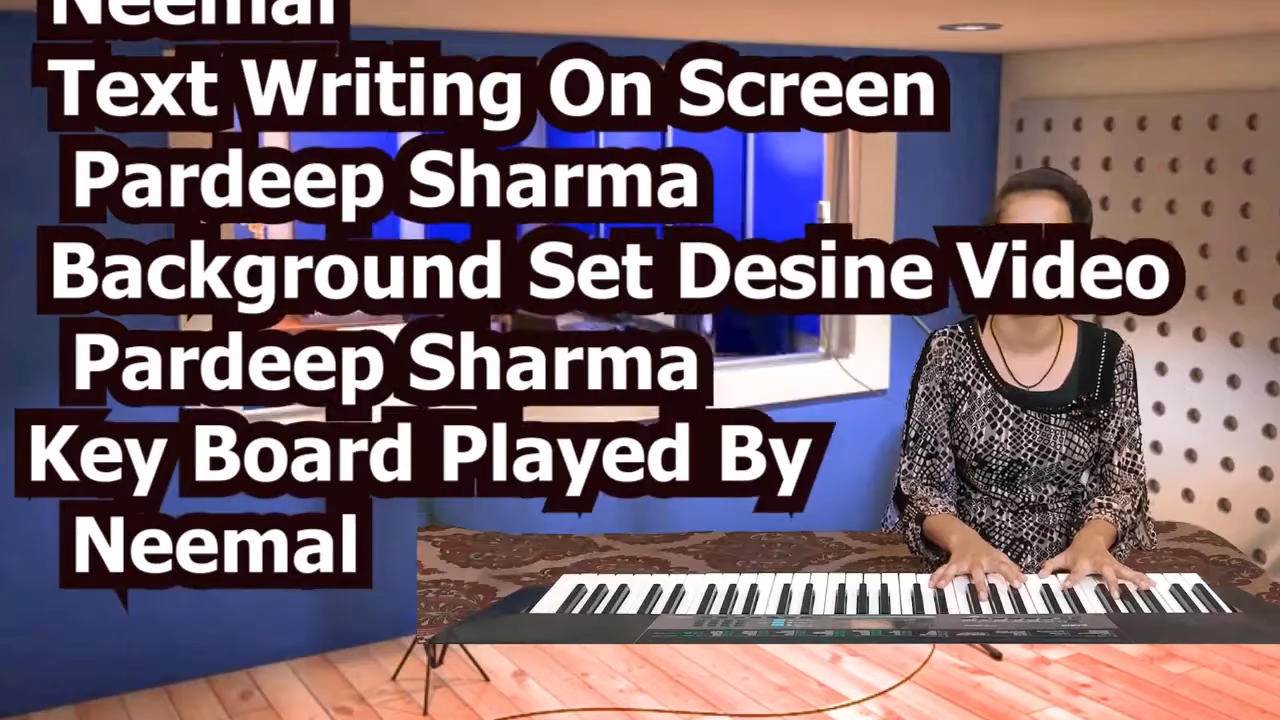 Neemal
Text Writing On Screen
Pardeep Sharma
Background Set Desine Video
Pardeep Sharma
Key Board Played By
Neemal